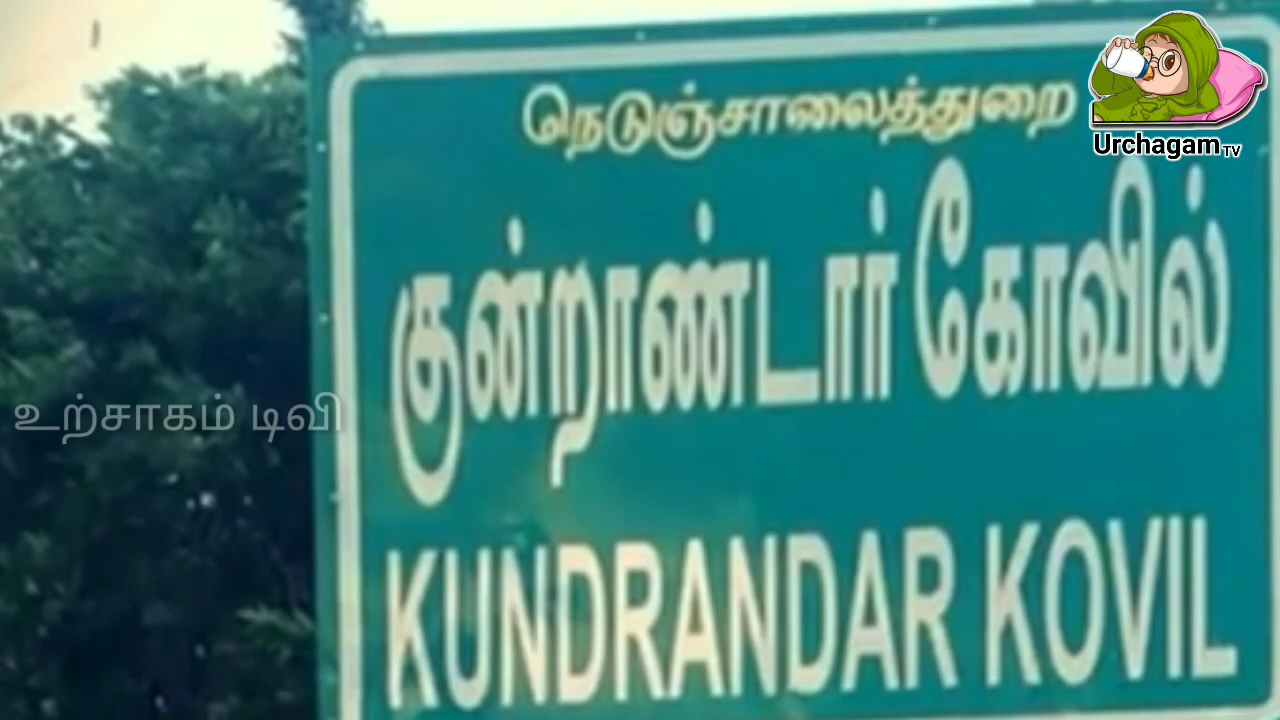 நெடுஞ்சாலைத்துறை
Urchagam TV
குன்றாண்டார் கோவில்
உற்சாகம் டிவி
KUNDRANDAR KOVIL